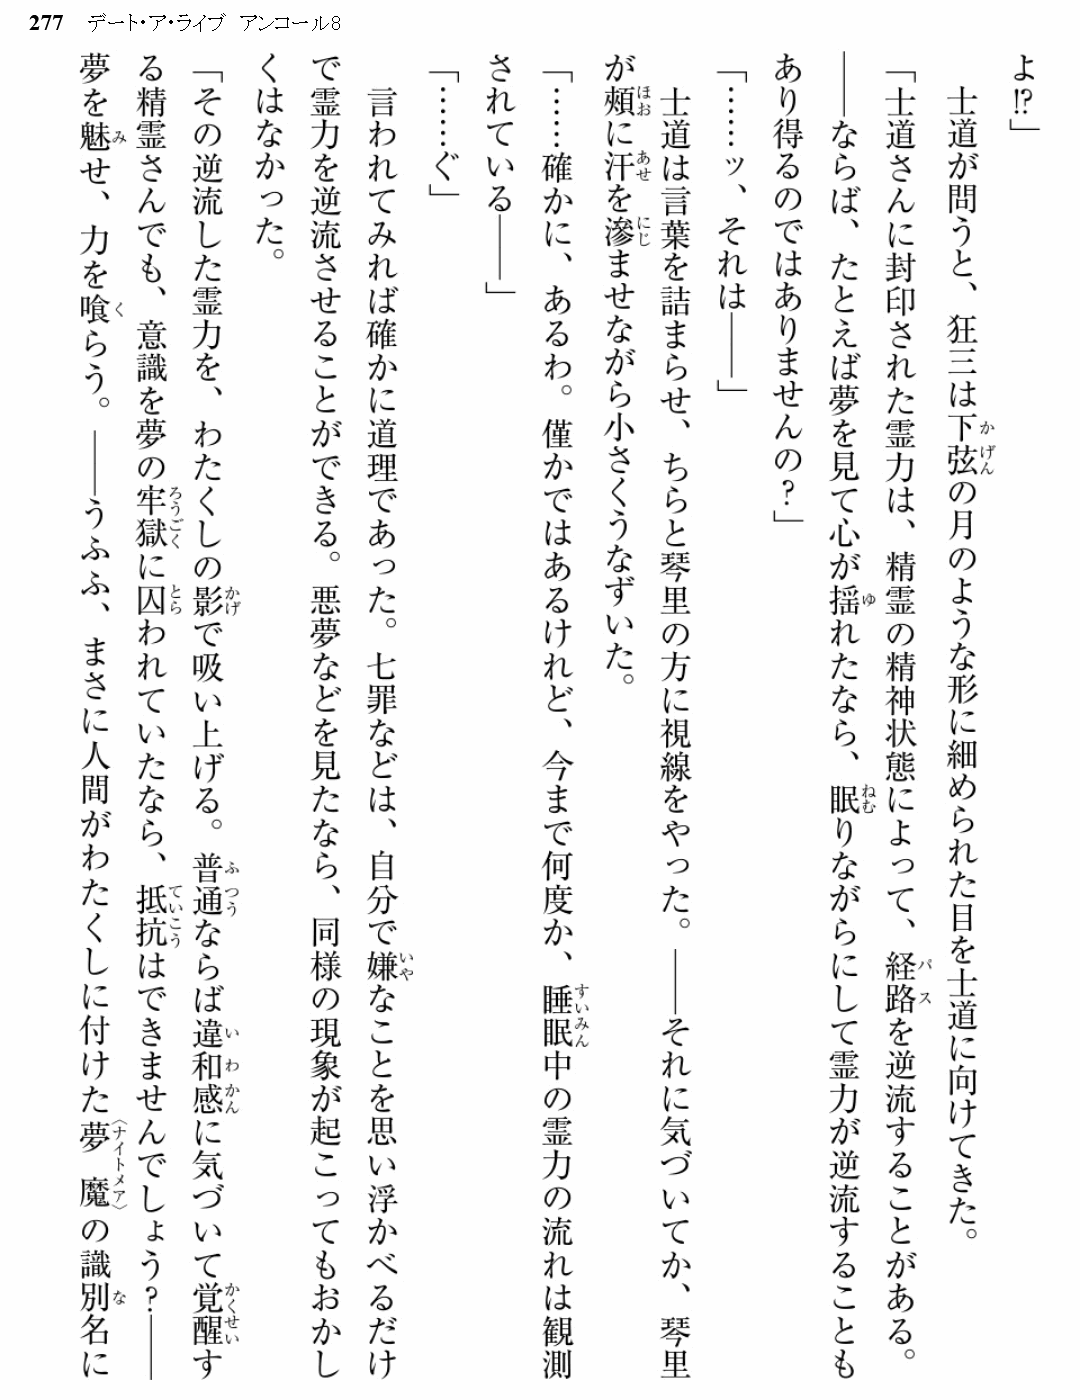 277 デート・ア・ライブ アンコール8
よ!?」
　士道が問うと、狂三は下弦の月のような形に細められた目を士道に向けてきた。
「士道さんに封印された霊力は、精霊の精神状態によって、経路を逆流することがある。
――ならば、たとえば夢を見て心が揺れたなら、眠りながらにして霊力が逆流することも
あり得るのではありませんの？」
「……ッ、それは――」
　士道は言葉を詰まらせ、ちらと琴里の方に視線をやった。――それに気づいてか、琴里
が頰に汗を滲ませながら小さくうなずいた。
「……確かに、あるわ。僅かではあるけれど、今まで何度か、睡眠中の霊力の流れは観測
されている――」
「……ぐ」
　言われてみれば確かに道理であった。七罪などは、自分で嫌なことを思い浮かべるだけ
で霊力を逆流させることができる。悪夢などを見たなら、同様の現象が起こってもおかし
くはなかった。
「その逆流した霊力を、わたくしの影で吸い上げる。普通ならば違和感に気づいて覚醒す
る精霊さんでも、意識を夢の牢獄に囚われていたなら、抵抗はできませんでしょう？――
夢を魅せ、力を喰らう。――うふふ、まさに人間がわたくしに付けた夢魔の識別名に